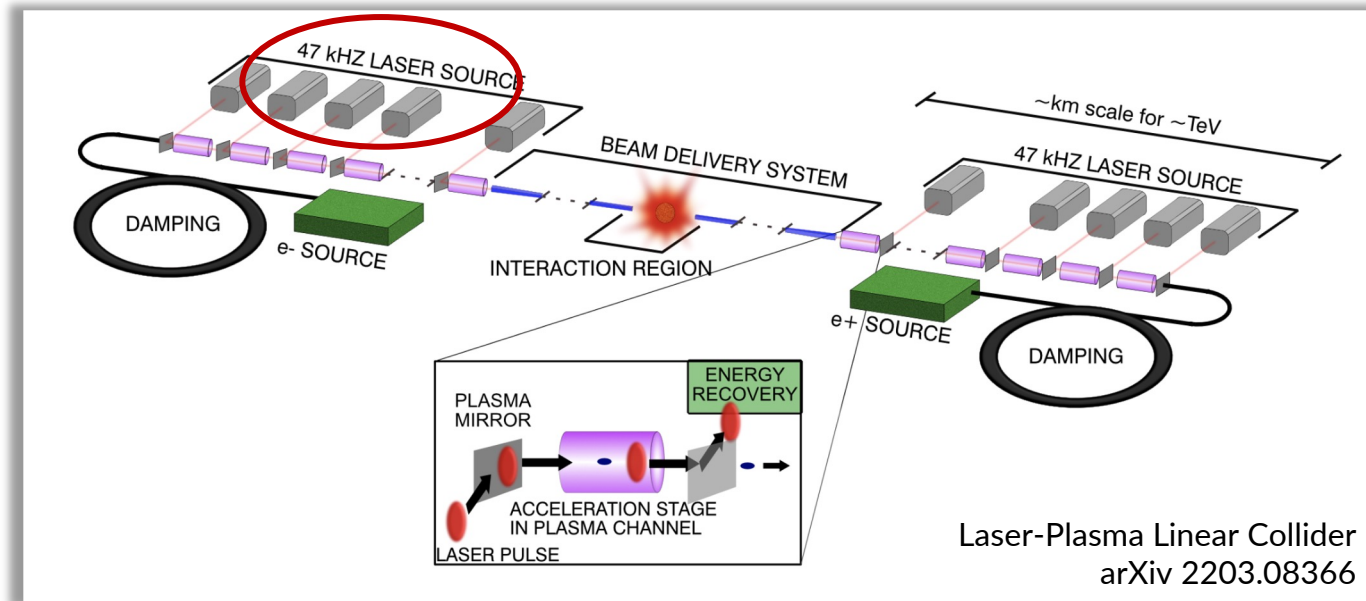 47 kHZ LASER SOURCE
~km scale for ~TeV
BEAM DELIVERY SYSTEM
47 kHZ LASER SOURCE
DAMPING
e- SOURCE
INTERACTION REGION
e+ SOURCE
DAMPING
ENERGY
RECOVERY
PLASMA
MIRROR
ACCELERATION STAGE
IN PLASMA CHANNEL
LASER PULSE
Laser-Plasma Linear Collider
arXiv 2203.08366